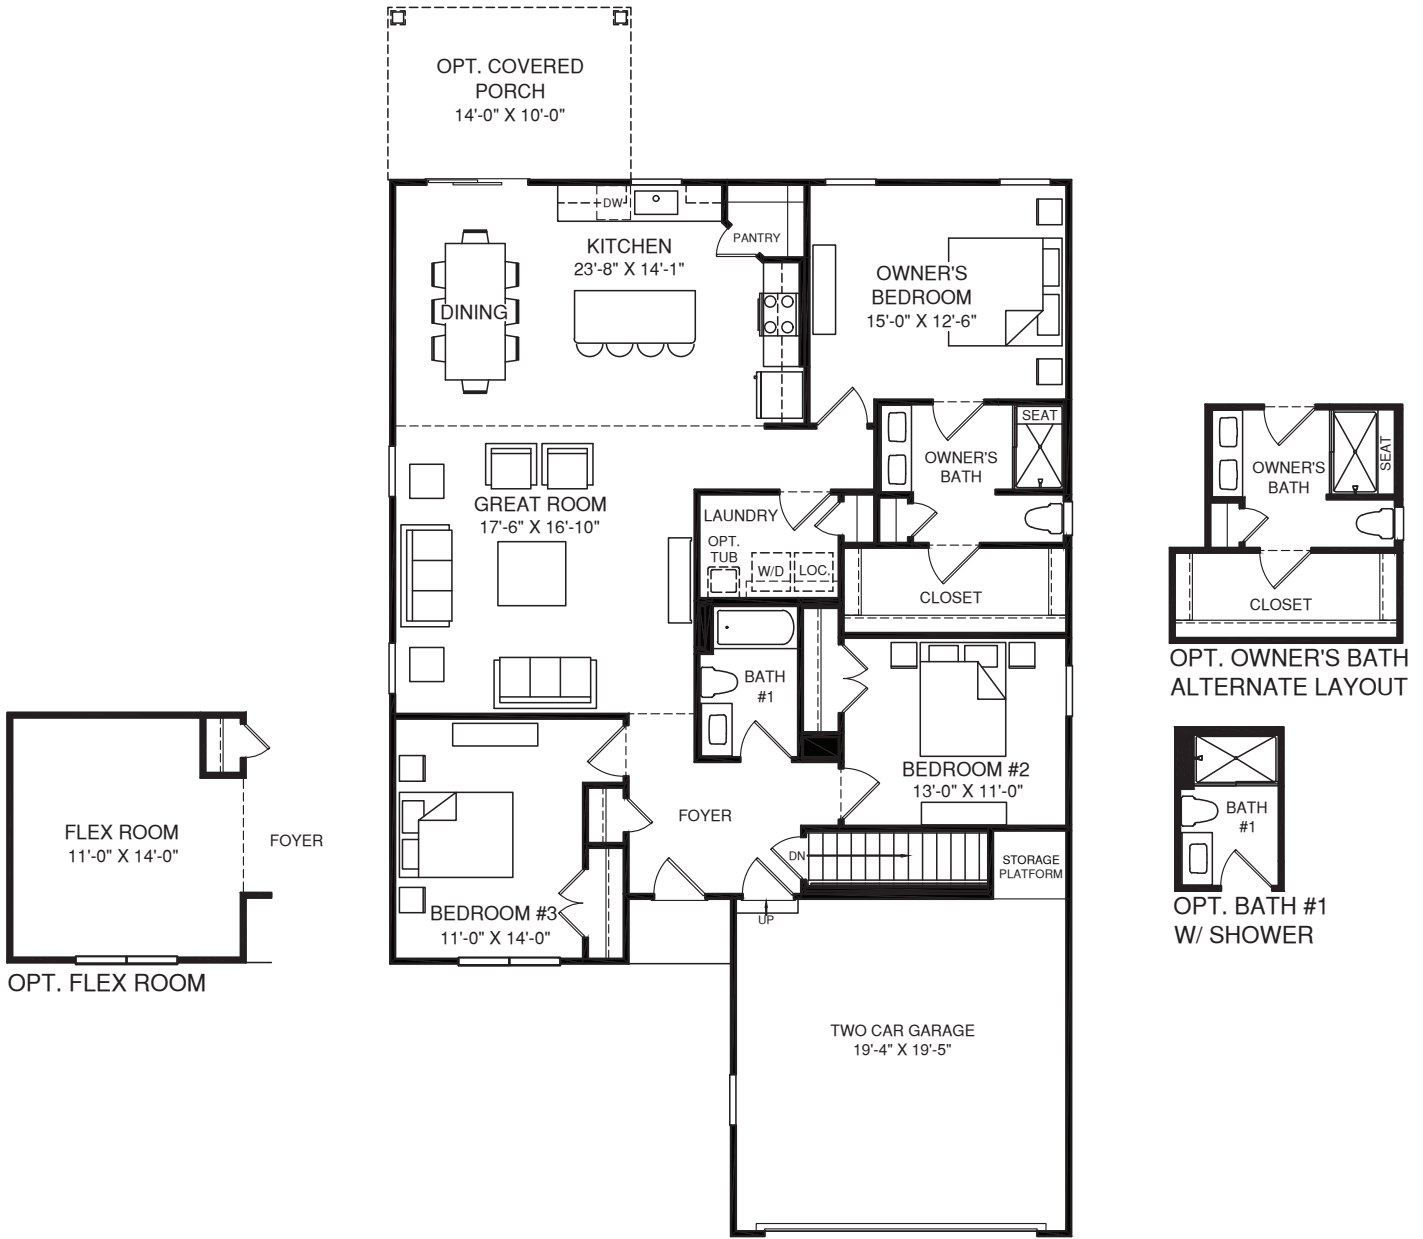 OPT. COVERED
PORCH
14'-0" X 10'-0"
DW
PANTRY
KITCHEN
23'-8" X 14'-1"
DINING
OWNER'S
BEDROOM
15'-0" X 12'-6"
SEAT
OWNER'S
BATH
GREAT ROOM
17'-6" X 16'-10"
LAUNDRY
OPT.
TUB
W/D
LOC.
CLOSET
BATH
#1
BEDROOM #2
13'-0" X 11'-0"
FOYER
DN
STORAGE
PLATFORM
UP
BEDROOM #3
11'-0" X 14'-0"
TWO CAR GARAGE
19'-4" X 19'-5"
FLEX ROOM
11'-0" X 14'-0"
FOYER
OPT. FLEX ROOM
OWNER'S
BATH
SEAT
CLOSET
OPT. OWNER'S BATH
ALTERNATE LAYOUT
BATH
#1
OPT. BATH #1
W/ SHOWER